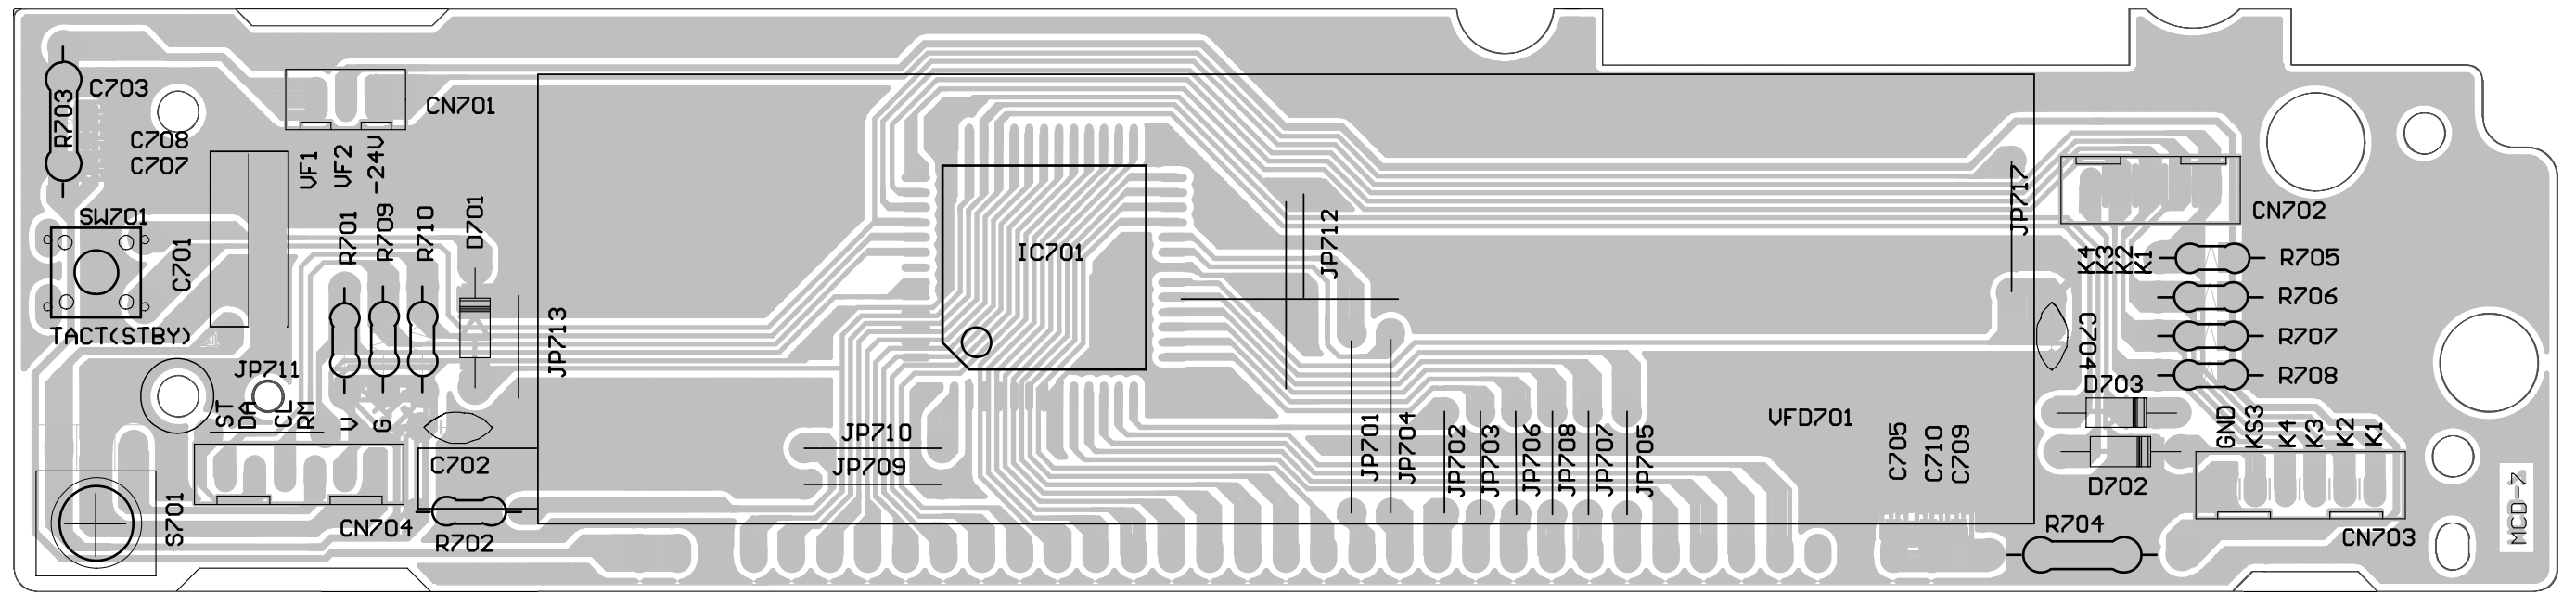 C703
R703
C708
C707
CN701
VF1
VF2
-24V
SW701
C701
R701
R709
R710
D701
TACT(STBY)
JP711
ST
DA
CL
RM
V
G
JP713
C702
S701
CN704
R702
IC701
JP710
JP709
JP712
JP701
JP704
JP702
JP703
JP706
JP708
JP707
JP705
VFD701
C705
C710
C709
JP717
CN702
K4
K3
K2
K1
R705
R706
R707
R708
C704
D703
D702
GND
KS3
K4
K3
K2
K1
R704
CN703
MCD-Z